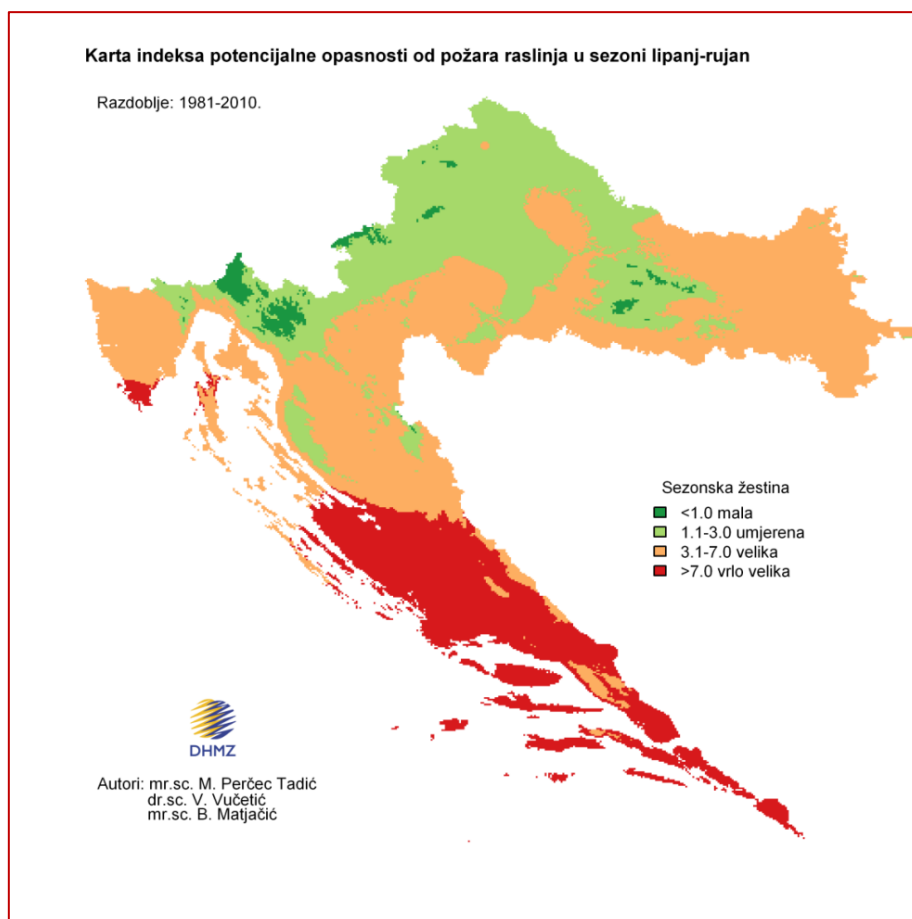 Karta indeksa potencijalne opasnosti od požara raslinja u sezoni lipanj-rujan
Razdoblje: 1981-2010.
Sezonska žestina
<1.0 mala
1.1-3.0 umjerena
3.1-7.0 velika
>7.0 vrlo velika
DHMZ
Autori: mr.sc. M. Perčec Tadić
dr.sc. V. Vučetić
mr.sc. B. Matjačić